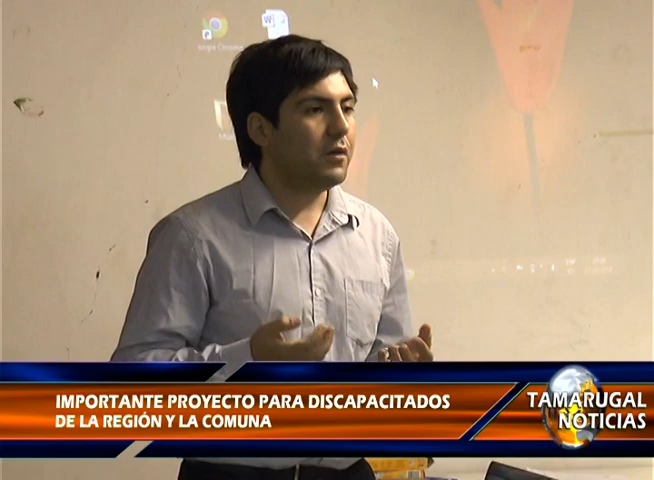 IMPORTANTE PROYECTO PARA DISCAPACITADOS
DE LA REGIÓN Y LA COMUNA
TAMARUGAL
NOTICIAS